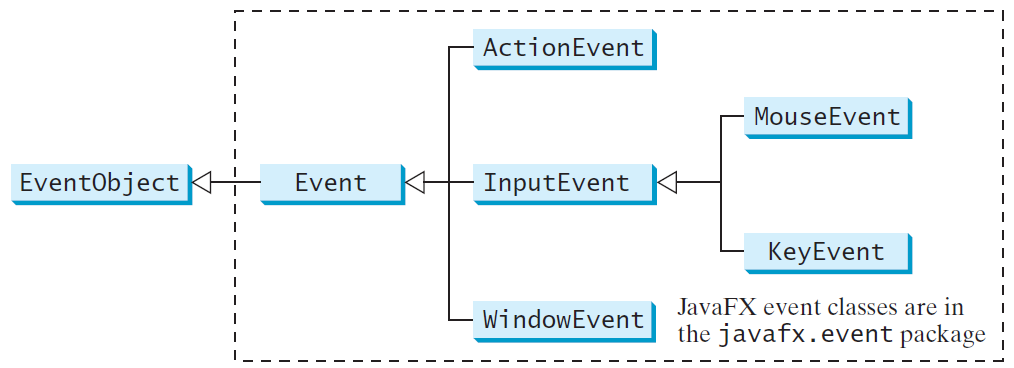 ActionEvent
MouseEvent
EventObject
Event
InputEvent
KeyEvent
WindowEvent
JavaFX event classes are in
the javafx.event package